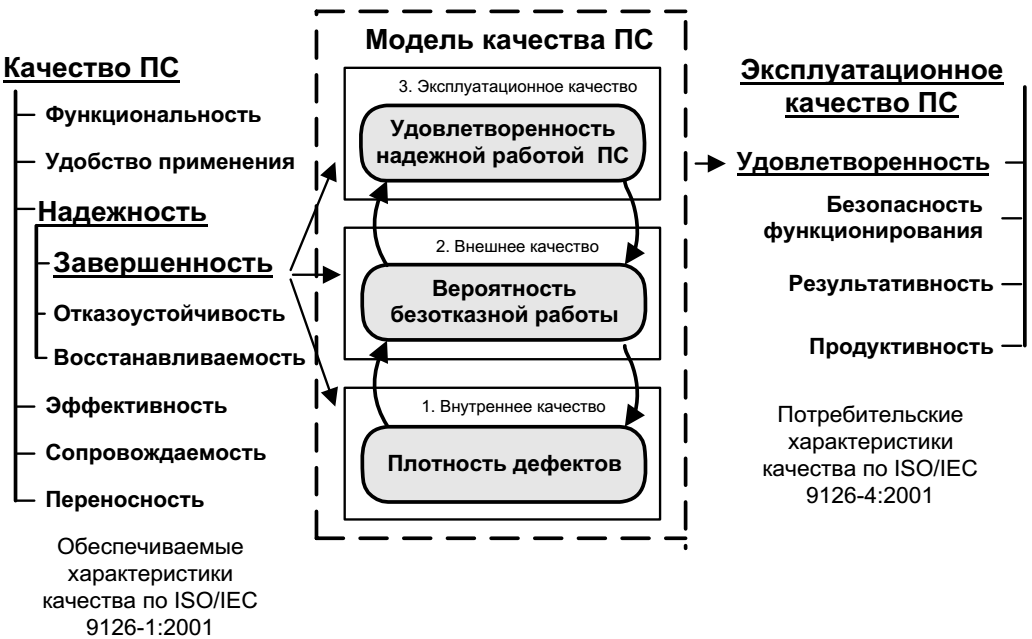 Качество ПС
Функциональность
Удобство применения
Надежность
Завершенность
Отказоустойчивость
Восстанавливаемость
Эффективность
Сопровождаемость
Переносность
Обеспечиваемые
характеристики
качества по ISO/IEC
9126-1:2001
Модель качества ПС
3. Эксплуатационное качество
Удовлетворенность
надежной работой ПС
2. Внешнее качество
Вероятность
безотказной работы
1. Внутреннее качество
Плотность дефектов
Эксплуатационное
качество ПС
Удовлетворенность
Безопасность
функционирования
Результативность
Продуктивность
Потребительские
характеристики
качества по ISO/IEC
9126-4:2001